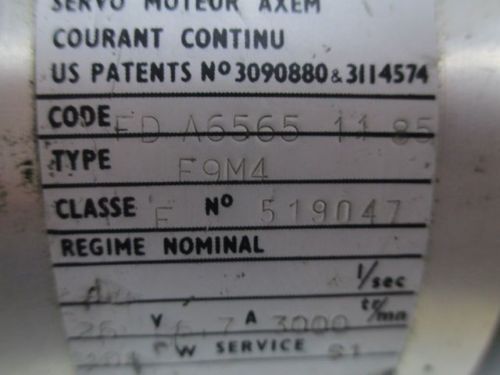 SERVO MOTEUR AXEM
COURANT CONTINU
US PATENTS Nº 3090880 & 3114574
CODE FD A6565 11 85
TYPE F9M4
CLASSE F Nº 519047
REGIME NOMINAL
1/sec
V 7 A 3000 tr/mn
W SERVICE S1